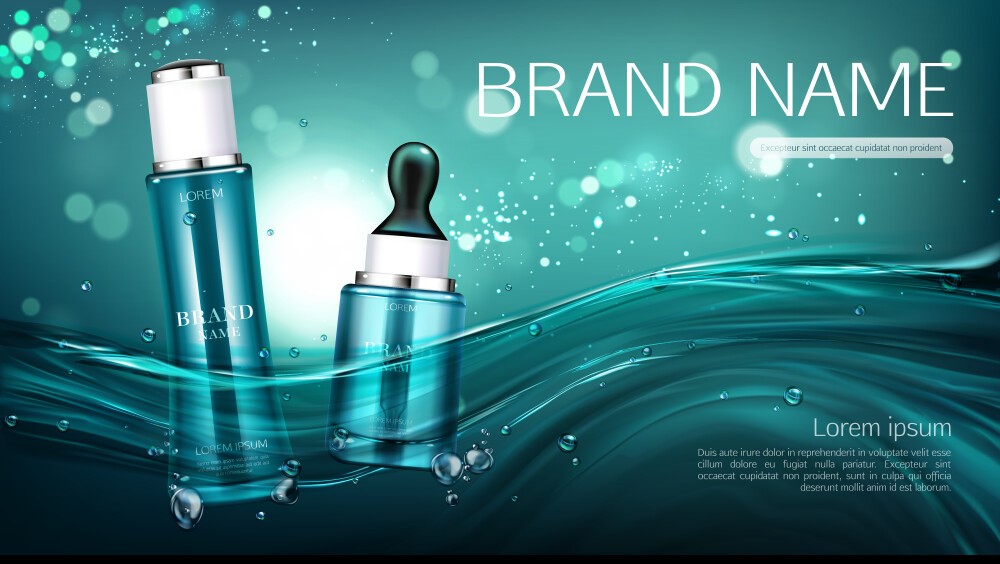 BRAND NAME
Excepteur sint occaecat cupidatat non proident
LOREM
BRAND
NAME
LOREM IPSUM
LOREM
BRAND
NAM
Lorem ipsum
Duis aute irure dolor in reprehenderit in voluptate velit esse
cillum dolore eu fugiat nulla pariatur. Excepteur sint
occaecat cupidatat non proident, sunt in culpa qui officia
deserunt mollit anim id est laborum.